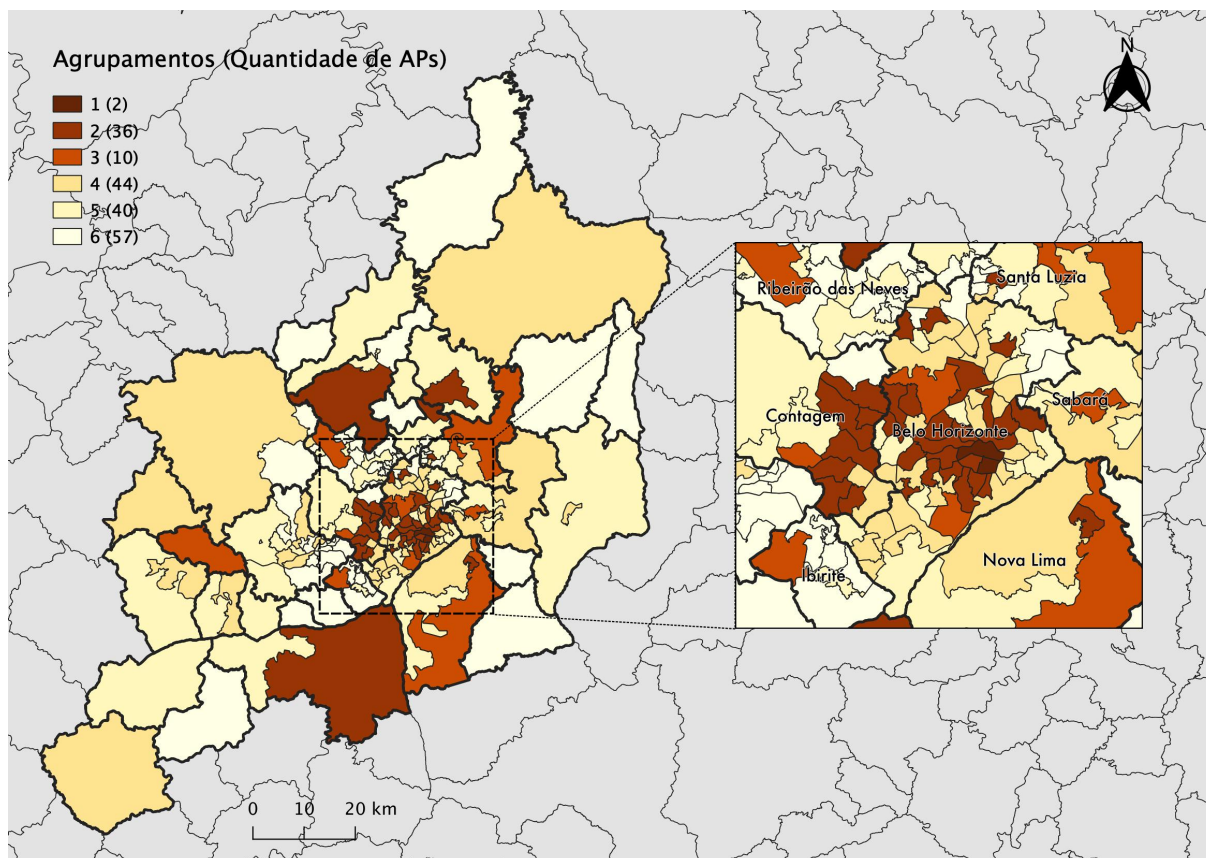 Agrupamentos (Quantidade de APs)
1 (2)
2 (36)
3 (10)
4 (44)
5 (40)
6 (57)
N
Ribeirão das Neves
Santa Luzia
Contagem
Belo Horizonte
Sabará
Nova Lima
Ibirité
0 10 20 km